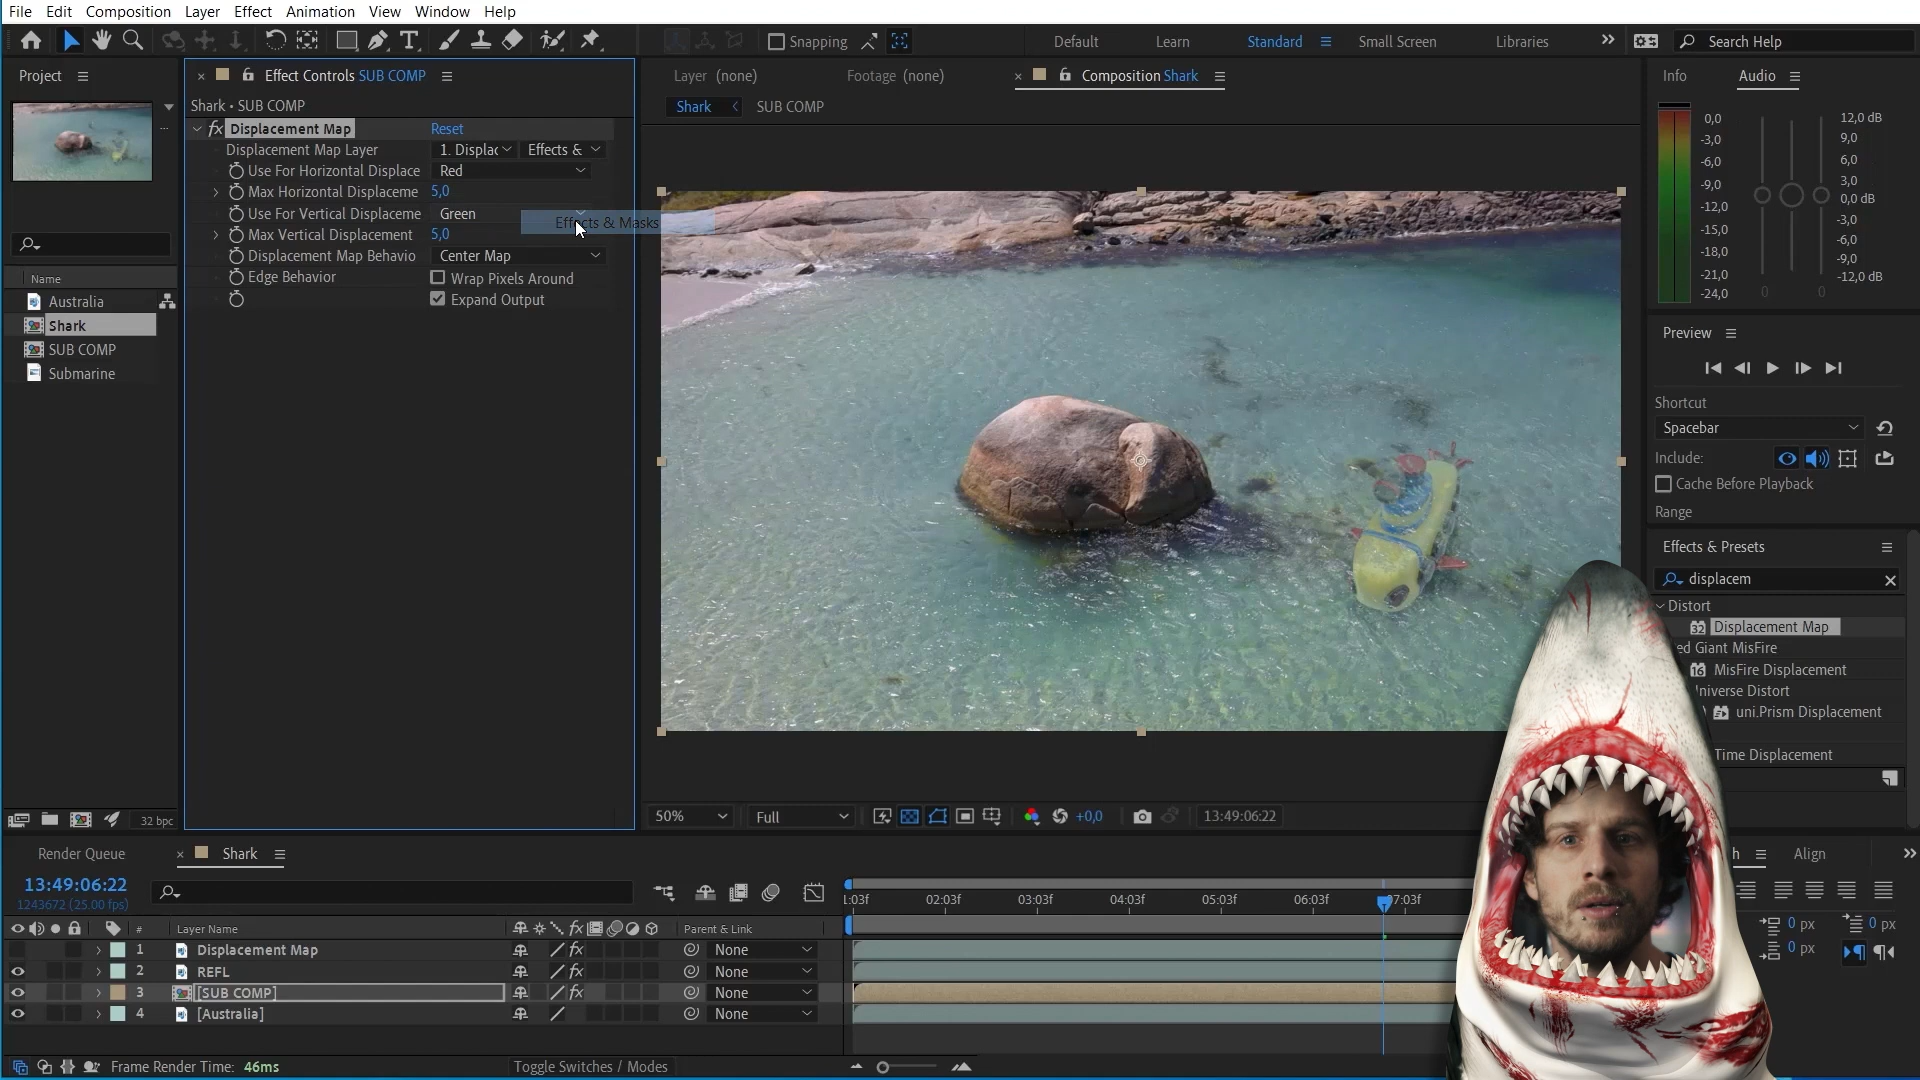 File Edit Composition Layer Effect Animation View Window Help
Snapping Default Learn Standard Small Screen Libraries Search Help
Project Effect Controls SUB COMP Layer (none) Footage (none) Composition Shark Info Audio
Shark • SUB COMP Shark SUB COMP
fx Displacement Map Reset
Displacement Map Layer 1. Displac Effects &
Use For Horizontal Displace Red
Max Horizontal Displaceme 5,0
Use For Vertical Displaceme Green
Effects & Masks
Max Vertical Displacement 5,0
Displacement Map Behavio Center Map
Edge Behavior Wrap Pixels Around
Expand Output
Name
Australia
Shark
SUB COMP
Submarine
32 bpc
0,0 12,0 dB
-3,0 9,0
-6,0 6,0
-9,0 3,0
-12,0 0,0 dB
-15,0 -3,0
-18,0 -6,0
-21,0 -9,0
-24,0 0 0 -12,0 dB
Preview
Shortcut
Spacebar
Include:
Cache Before Playback
Range
Effects & Presets
displacem
Distort
32 Displacement Map
ed Giant MisFire
16 MisFire Displacement
niverse Distort
uni.Prism Displacement
Time Displacement
50% Full +0,0 13:49:06:22
Render Queue Shark Align
13:49:06:22
1243672 (25.00 fps)
1:03f 02:03f 03:03f 04:03f 05:03f 06:03f 07:03f
# Layer Name fx Parent & Link
1 Displacement Map fx None
2 REFL fx None
3 [SUB COMP] fx None
4 [Australia] None
0 px 0 px
0 px
Frame Render Time: 46ms Toggle Switches / Modes